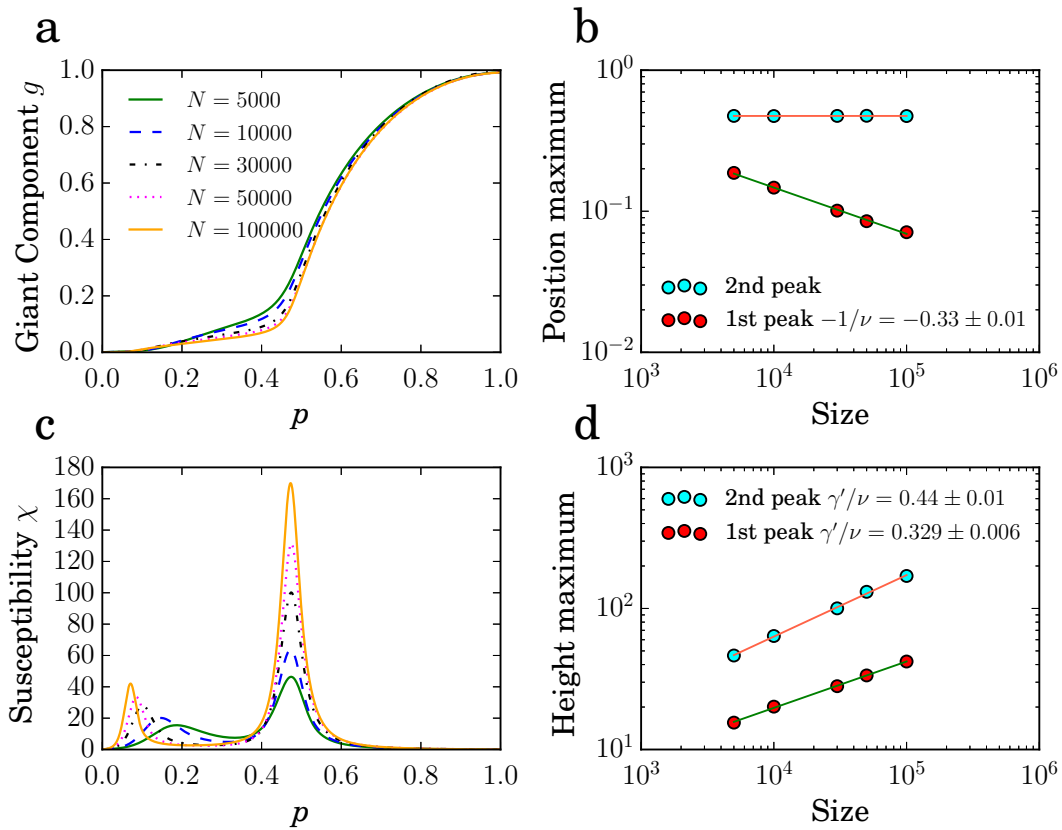 a
Giant Component g
1.0
0.8
0.6
0.4
0.2
0.0
N = 5000
N = 10000
N = 30000
N = 50000
N = 100000
0.0 0.2 0.4 0.6 0.8 1.0
p
b
Position maximum
10^0
10^−1
10^−2
2nd peak
1st peak −1/ν = −0.33 ± 0.01
10^3 10^4 10^5 10^6
Size
c
Susceptibility χ
180
160
140
120
100
80
60
40
20
0
0.0 0.2 0.4 0.6 0.8 1.0
p
d
Height maximum
10^3
10^2
10^1
2nd peak γ′/ν = 0.44 ± 0.01
1st peak γ′/ν = 0.329 ± 0.006
10^3 10^4 10^5 10^6
Size